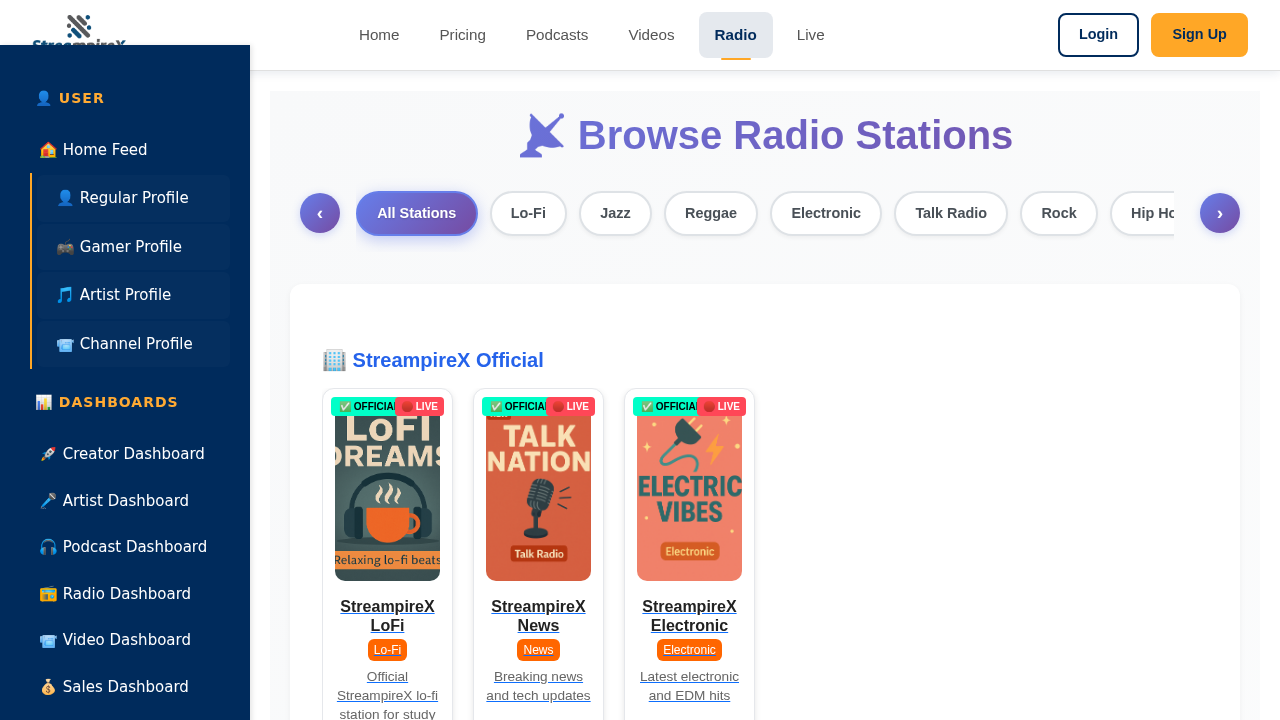 StreampireX
Home
Pricing
Podcasts
Videos
Radio
Live
Login
Sign Up
USER
Home Feed
Regular Profile
Gamer Profile
Artist Profile
Channel Profile
DASHBOARDS
Creator Dashboard
Artist Dashboard
Podcast Dashboard
Radio Dashboard
Video Dashboard
Sales Dashboard
Browse Radio Stations
‹
All Stations
Lo-Fi
Jazz
Reggae
Electronic
Talk Radio
Rock
Hip Ho
›
StreampireX Official
✅ OFFICIAL
LIVE
LOFI
DREAMS
Relaxing lo-fi beats
StreampireX
LoFi
Lo-Fi
Official
StreampireX lo-fi
station for study
✅ OFFICIAL
LIVE
TALK
NATION
Talk Radio
StreampireX
News
News
Breaking news
and tech updates
✅ OFFICIAL
LIVE
ELECTRIC
VIBES
Electronic
StreampireX
Electronic
Electronic
Latest electronic
and EDM hits